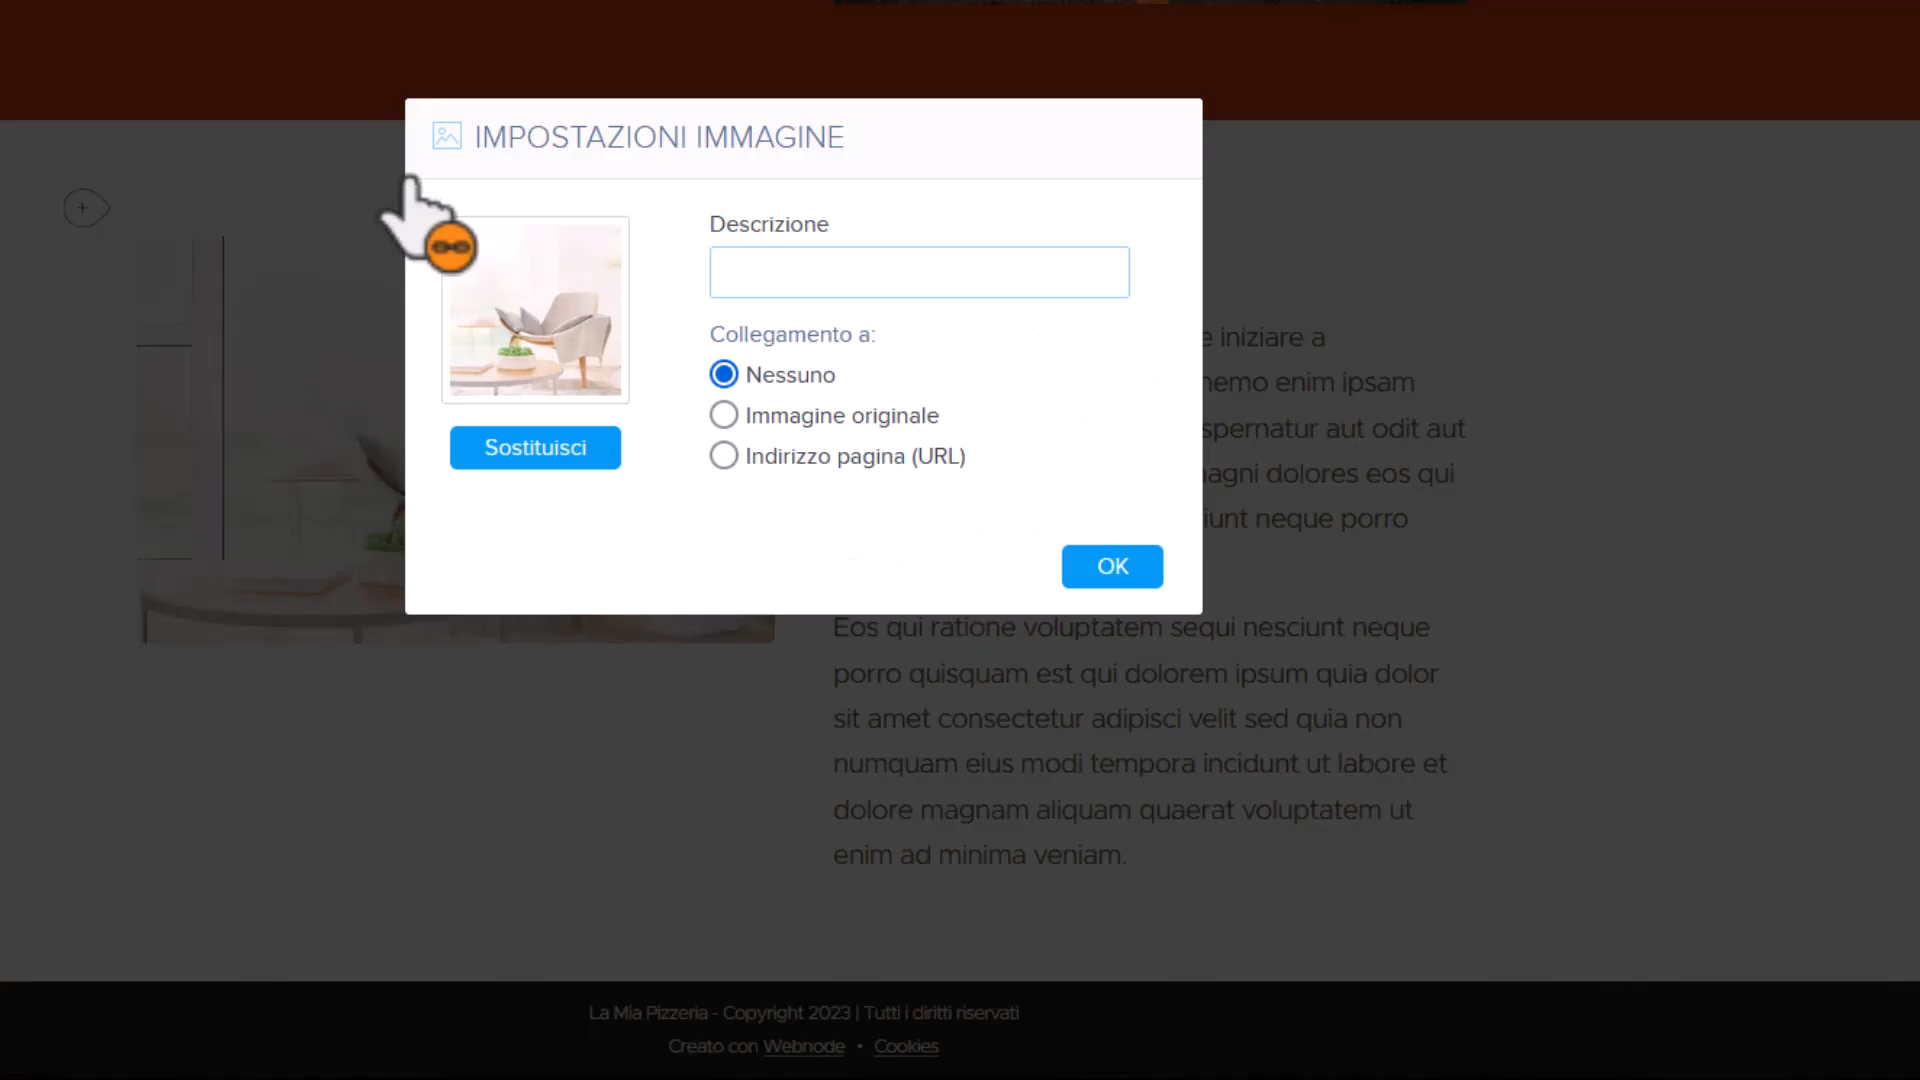 IMPOSTAZIONI IMMAGINE
Descrizione
Collegamento a:
Nessuno
Immagine originale
Indirizzo pagina (URL)
Sostituisci
OK
e iniziare a
nemo enim ipsam
spernatur aut odit aut
magni dolores eos qui
iunt neque porro
Eos qui ratione voluptatem sequi nesciunt neque
porro quisquam est qui dolorem ipsum quia dolor
sit amet consectetur adipisci velit sed quia non
numquam eius modi tempora incidunt ut labore et
dolore magnam aliquam quaerat voluptatem ut
enim ad minima veniam.
La Mia Pizzeria - Copyright 2023 | Tutti i diritti riservati
Creato con Webnode • Cookies